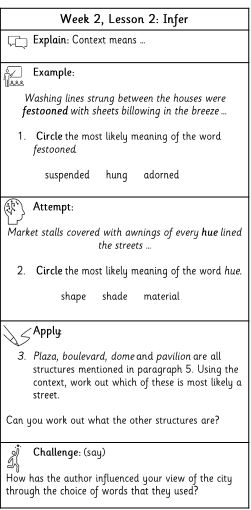 Week 2, Lesson 2: Infer
Explain: Context means ...
Example:
Washing lines strung between the houses were
festooned with sheets billowing in the breeze ...
1. Circle the most likely meaning of the word
festooned.
suspended hung adorned
Attempt:
Market stalls covered with awnings of every hue lined
the streets ...
2. Circle the most likely meaning of the word hue.
shape shade material
Apply:
3. Plaza, boulevard, dome and pavilion are all
structures mentioned in paragraph 5. Using the
context, work out which of these is most likely a
street.
Can you work out what the other structures are?
Challenge: (say)
How has the author influenced your view of the city
through the choice of words that they used?